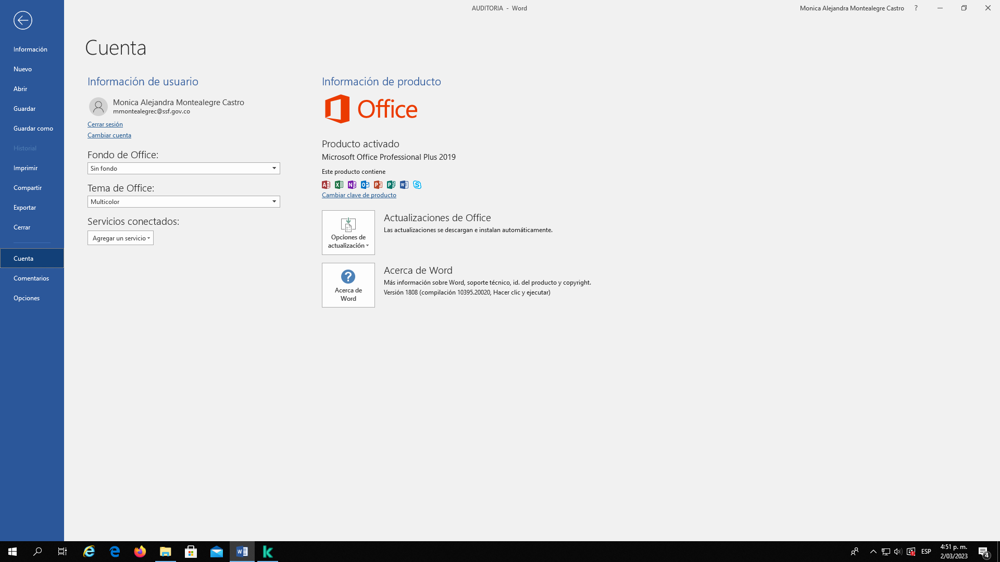 AUDITORIA - Word
Monica Alejandra Montealegre Castro
?
Información
Nuevo
Abrir
Guardar
Guardar como
Historial
Imprimir
Compartir
Exportar
Cerrar
Cuenta
Comentarios
Opciones
Cuenta
Información de usuario
Monica Alejandra Montealegre Castro
mmontealegrec@ssf.gov.co
Cerrar sesión
Cambiar cuenta
Fondo de Office:
Sin fondo
Tema de Office:
Multicolor
Servicios conectados:
Agregar un servicio
Información de producto
Office
Producto activado
Microsoft Office Professional Plus 2019
Este producto contiene
Cambiar clave de producto
Opciones de
actualización
Actualizaciones de Office
Las actualizaciones se descargan e instalan automáticamente.
Acerca de
Word
Acerca de Word
Más información sobre Word, soporte técnico, id. del producto y copyright.
Versión 1808 (compilación 10395.20020, Hacer clic y ejecutar)
ESP
4:51 p. m.
2/03/2023
4